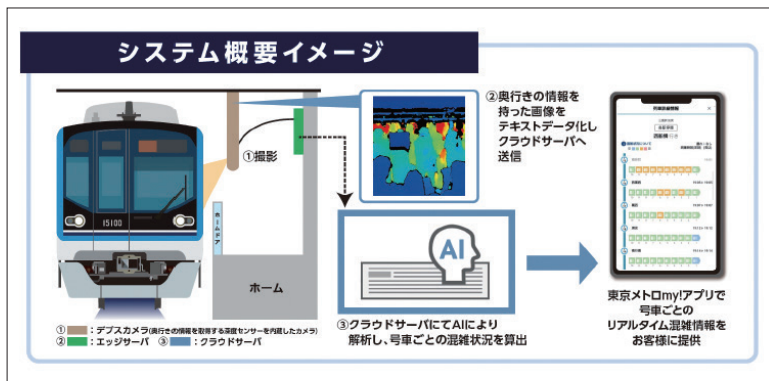 システム概要イメージ
①撮影
15100
ホームドア
ホーム
②奥行きの情報を
持った画像を
テキストデータ化し
クラウドサーバへ
送信
AI
③クラウドサーバにてAIにより
解析し、号車ごとの混雑状況を算出
東京メトロmy!アプリで
号車ごとの
リアルタイム混雑情報を
お客様に提供
①：デプスカメラ(奥行きの情報を取得する深度センサーを内蔵したカメラ)
②：エッジサーバ ③：クラウドサーバ